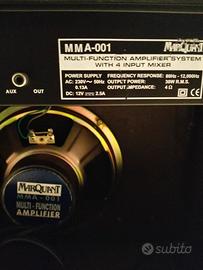 MMA-001
MARQUANT
MULTI-FUNCTION AMPLIFIER SYSTEM
WITH 4 INPUT MIXER
AUX
OUT
POWER SUPPLY
AC: 230V ~ 50Hz
0.13A
DC: 12V ⎓ 2.5A
FREQUENCY RESPONSE: 80Hz - 12,000Hz
OUTPUT POWER: 30W R.M.S.
OUTPUT IMPEDANCE: 4 Ω
MARQUANT
MMA-001
MULTI-FUNCTION
AMPLIFIER
subito